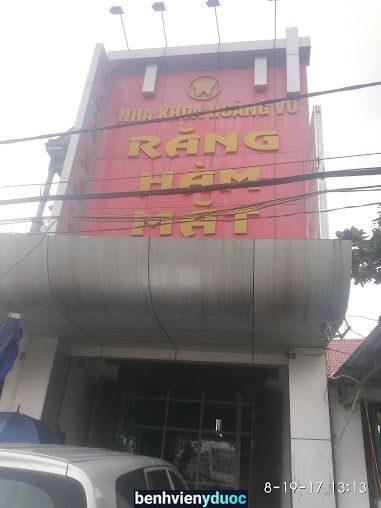 NHA KHOA HOÀNG VŨ
RĂNG
HÀM
MẶT
8-19-17 13:13
benhvienyduoc